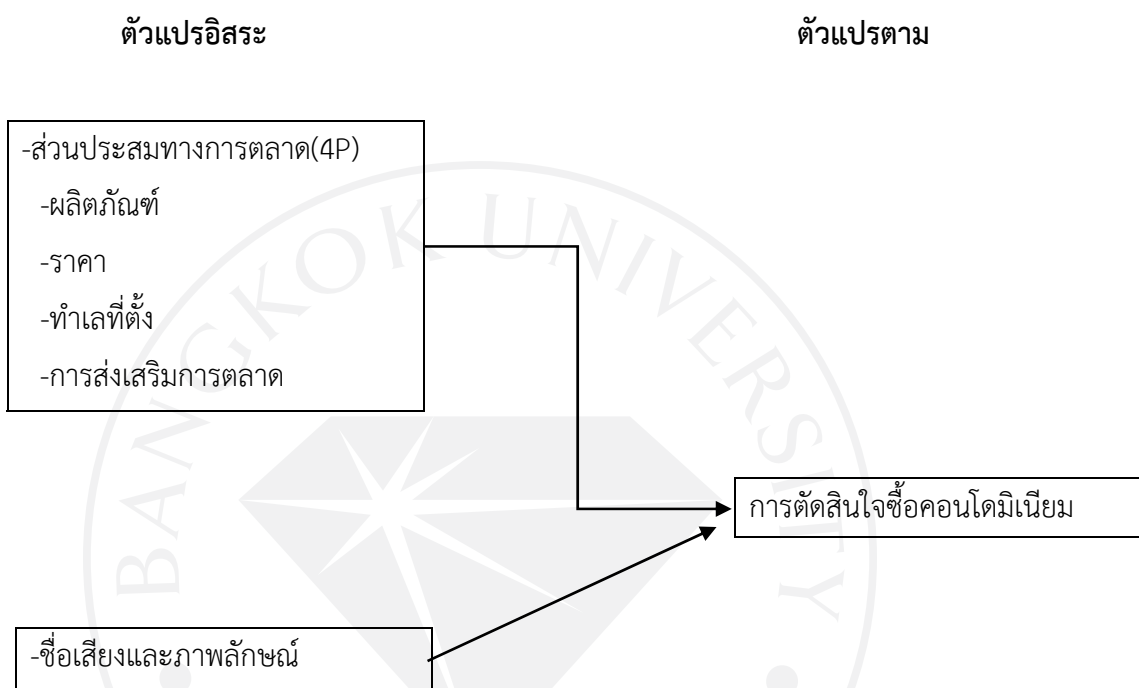 ตัวแปรอิสระ
ตัวแปรตาม
-ส่วนประสมทางการตลาด(4P)
-ผลิตภัณฑ์
-ราคา
-ทำเลที่ตั้ง
-การส่งเสริมการตลาด
การตัดสินใจซื้อคอนโดมิเนียม
-ชื่อเสียงและภาพลักษณ์
BANGKOK UNIVERSITY